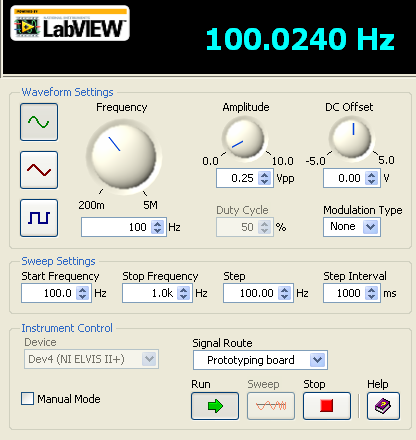 POWERED BY
NATIONAL INSTRUMENTS
LabVIEW
100.0240 Hz
Waveform Settings
Frequency
Amplitude
DC Offset
0.0 10.0
-5.0 5.0
200m 5M
0.25 Vpp
0.00 V
100 Hz
Duty Cycle
50 %
Modulation Type
None
Sweep Settings
Start Frequency
Stop Frequency
Step
Step Interval
100.0 Hz
1.0k Hz
100.00 Hz
1000 ms
Instrument Control
Device
Dev4 (NI ELVIS II+)
Signal Route
Prototyping board
Manual Mode
Run
Sweep
Stop
Help